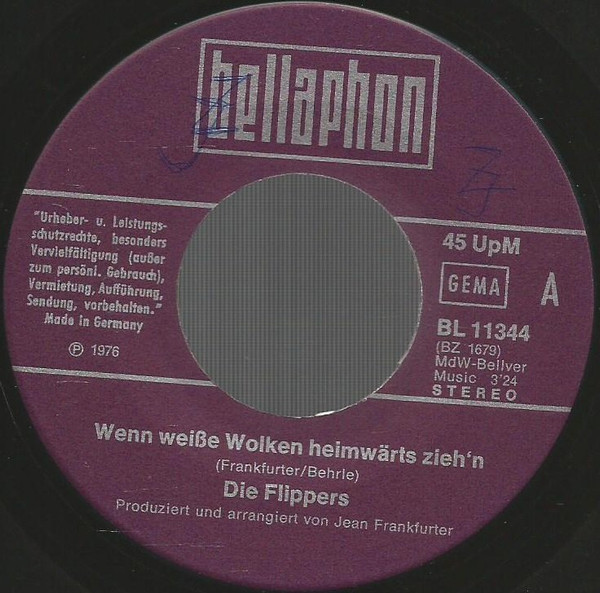 bellaphon
"Urheber- u. Leistungs-
schutzrechte, besonders
Vervielfältigung (außer
zum persönl. Gebrauch),
Vermietung, Aufführung,
Sendung, vorbehalten."
Made in Germany
Ⓟ 1976
45 UpM
GEMA A
BL 11344
(BZ 1679)
MdW-Bellver
Music 3'24
STEREO
Wenn weiße Wolken heimwärts zieh'n
(Frankfurter/Behrle)
Die Flippers
Produziert und arrangiert von Jean Frankfurter